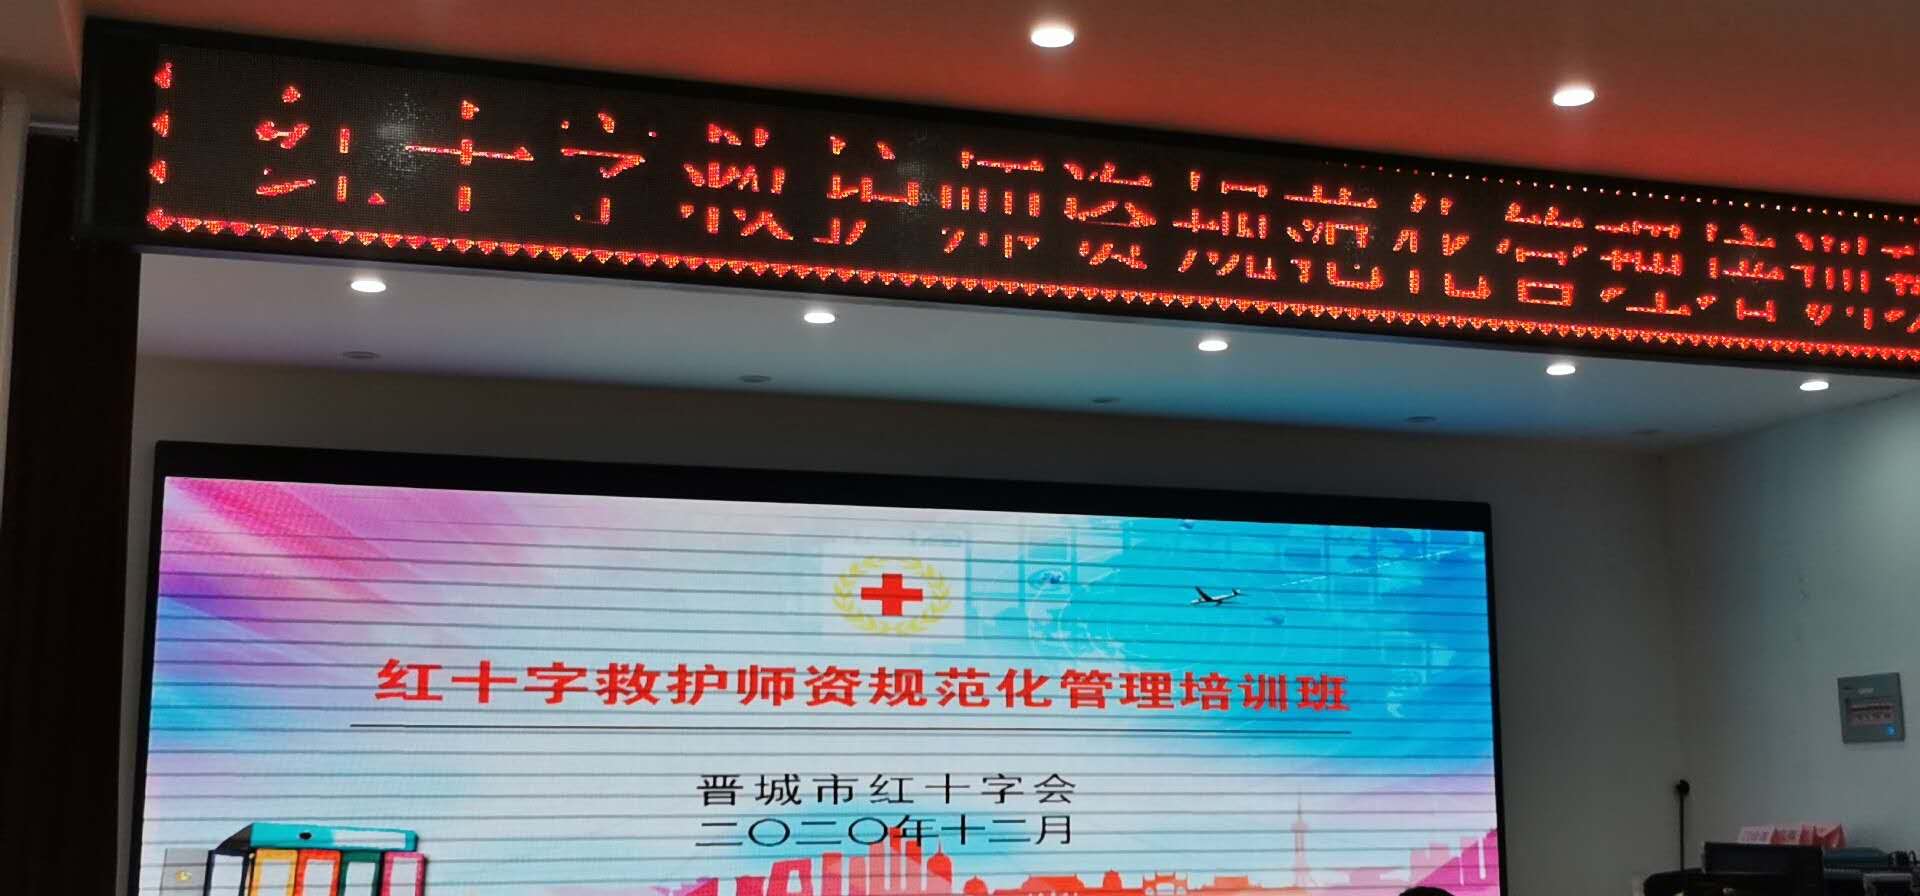 红十字救护师资规范化管理培训班
红十字救护师资规范化管理培训班
晋城市红十字会
二〇二〇年十二月